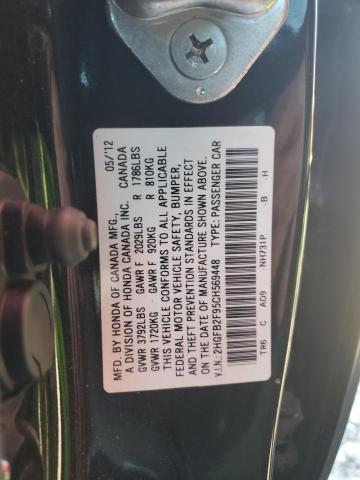 MFD. BY HONDA OF CANADA MFG., 05/'12
A DIVISION OF HONDA CANADA INC. CANADA
GVWR 3792LBS GAWR F 2029LBS R 1786LBS
GVWR 1720KG GAWR F 920KG R 810KG
THIS VEHICLE CONFORMS TO ALL APPLICABLE
FEDERAL MOTOR VEHICLE SAFETY, BUMPER,
AND THEFT PREVENTION STANDARDS IN EFFECT
ON THE DATE OF MANUFACTURE SHOWN ABOVE.
V.I.N.: 2HGFB2F95CH569448 TYPE: PASSENGER CAR
TR6 C A09 -NH731P -B -H